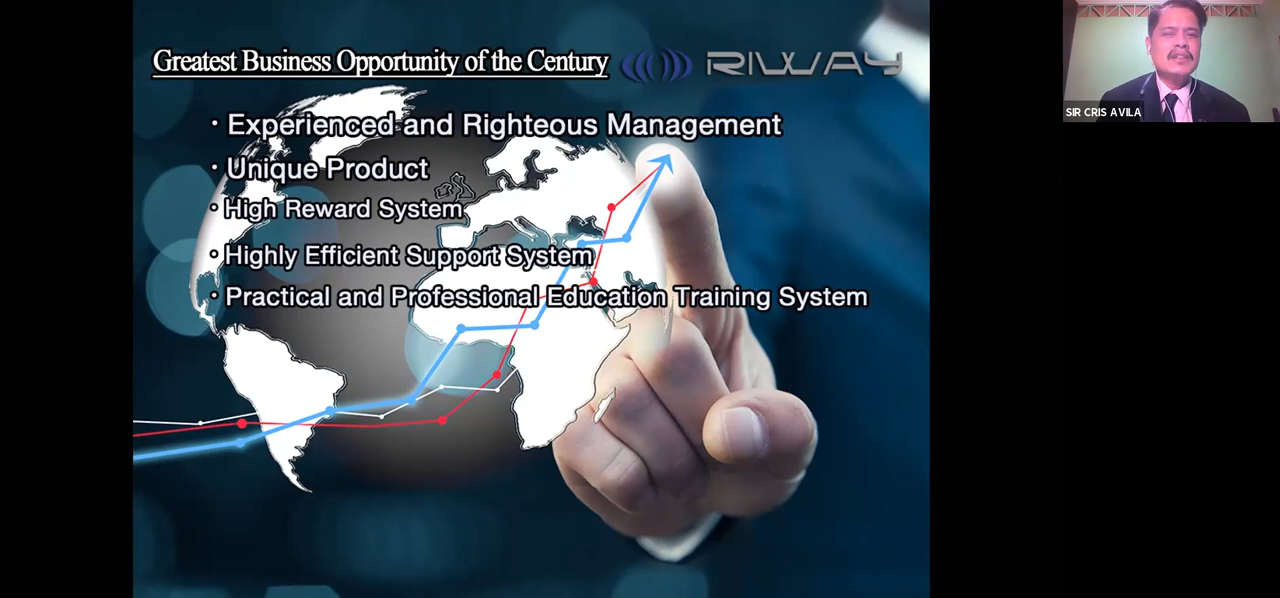 Greatest Business Opportunity of the Century RIWAY
· Experienced and Righteous Management
· Unique Product
· High Reward System
· Highly Efficient Support System
· Practical and Professional Education Training System
SIR CRIS AVILA